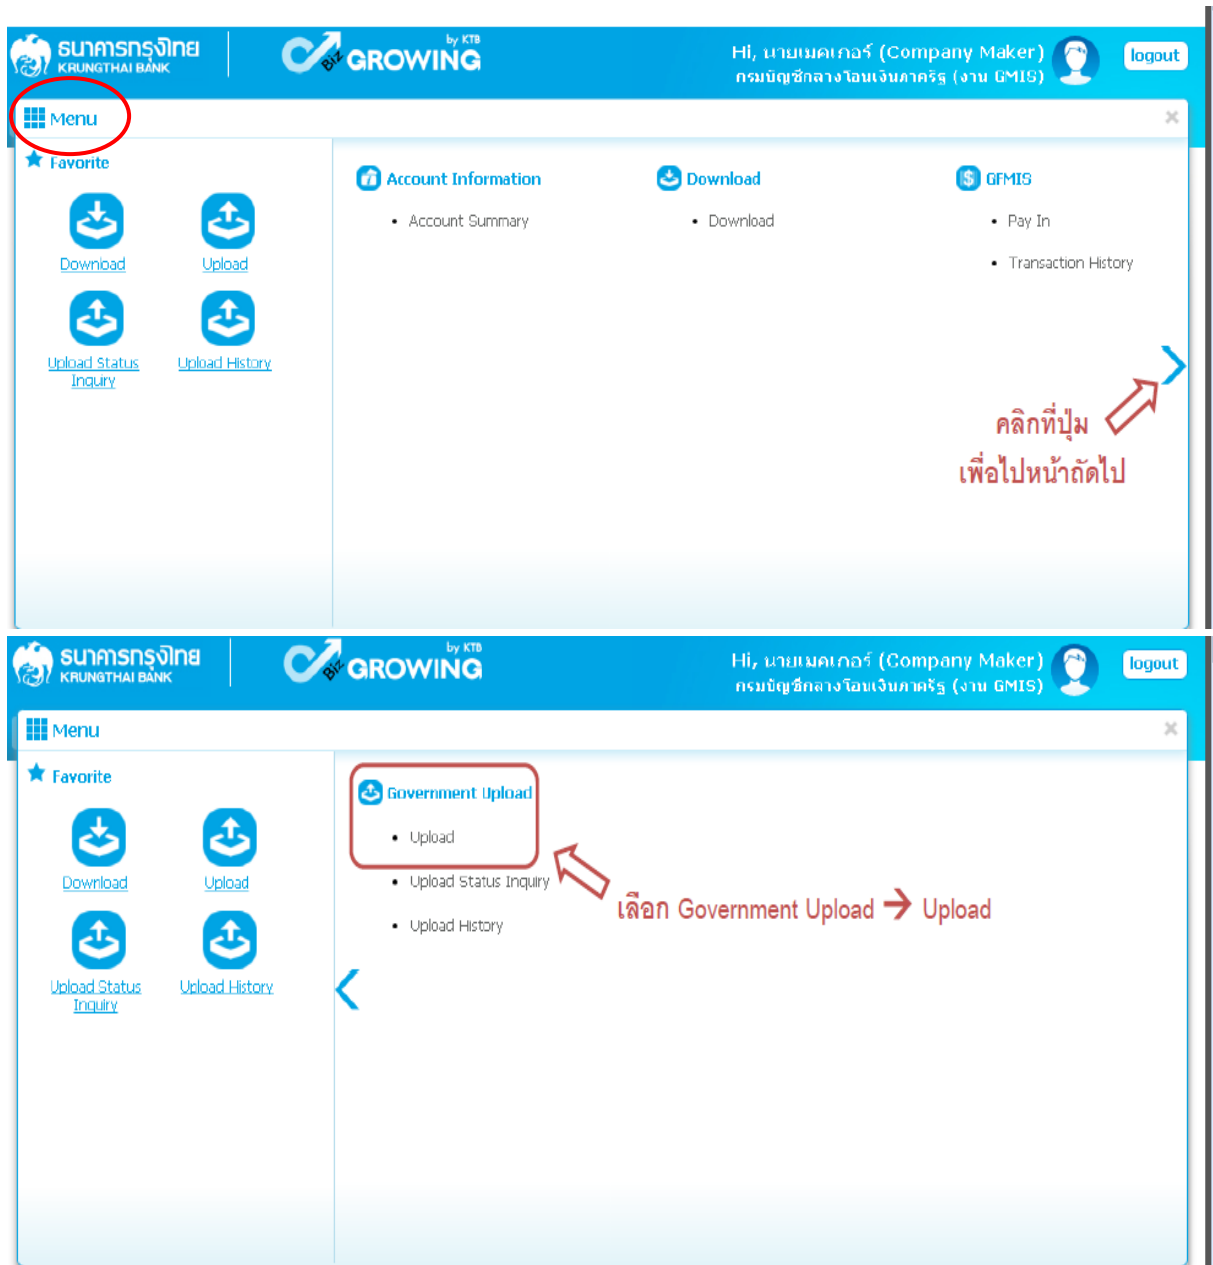 ธนาคารกรุงไทย
KRUNGTHAI BANK
by KTB
Biz GROWING
Hi, นายเมคเกอร์ (Company Maker)
กรมบัญชีกลางโอนเงินภาครัฐ (งาน GMIS)
logout
Menu
Favorite
Download
Upload
Upload Status Inquiry
Upload History
Account Information
Account Summary
Download
Download
GFMIS
Pay In
Transaction History
คลิกที่ปุ่ม
เพื่อไปหน้าถัดไป
ธนาคารกรุงไทย
KRUNGTHAI BANK
by KTB
Biz GROWING
Hi, นายเมคเกอร์ (Company Maker)
กรมบัญชีกลางโอนเงินภาครัฐ (งาน GMIS)
logout
Menu
Favorite
Download
Upload
Upload Status Inquiry
Upload History
Government Upload
Upload
Upload Status Inquiry
Upload History
เลือก Government Upload → Upload